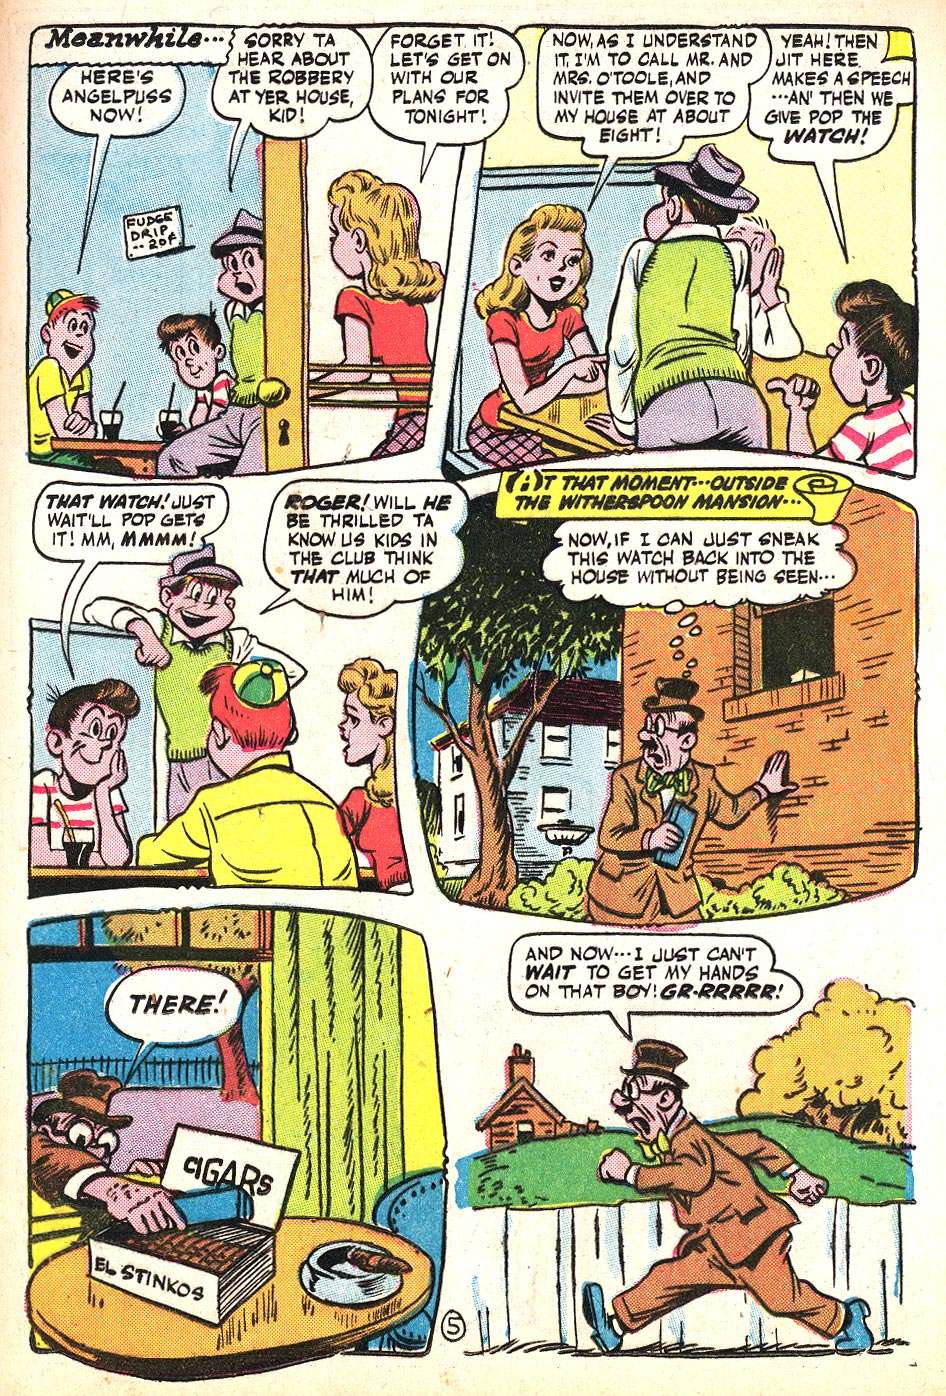 Meanwhile...
HERE'S
ANGELPUSS
NOW!
SORRY TA
HEAR ABOUT
THE ROBBERY
AT YER HOUSE,
KID!
FORGET IT!
LET'S GET ON
WITH OUR
PLANS FOR
TONIGHT!
FUDGE
DRIP
..20¢
NOW, AS I UNDERSTAND
IT, I'M TO CALL MR. AND
MRS. O'TOOLE, AND
INVITE THEM OVER TO
MY HOUSE AT ABOUT
EIGHT!
YEAH! THEN
JIT HERE,
MAKES A SPEECH
...AN' THEN WE
GIVE POP THE
WATCH!
THAT WATCH! JUST
WAIT'LL POP GETS
IT! MM, MMMM!
ROGER! WILL HE
BE THRILLED TA
KNOW US KIDS IN
THE CLUB THINK
THAT MUCH OF
HIM!
AT THAT MOMENT...OUTSIDE
THE WITHERSPOON MANSION...
NOW, IF I CAN JUST SNEAK
THIS WATCH BACK INTO THE
HOUSE WITHOUT BEING SEEN...
THERE!
CIGARS
EL STINKOS
AND NOW...I JUST CAN'T
WAIT TO GET MY HANDS
ON THAT BOY! GR-RRRRR!
5